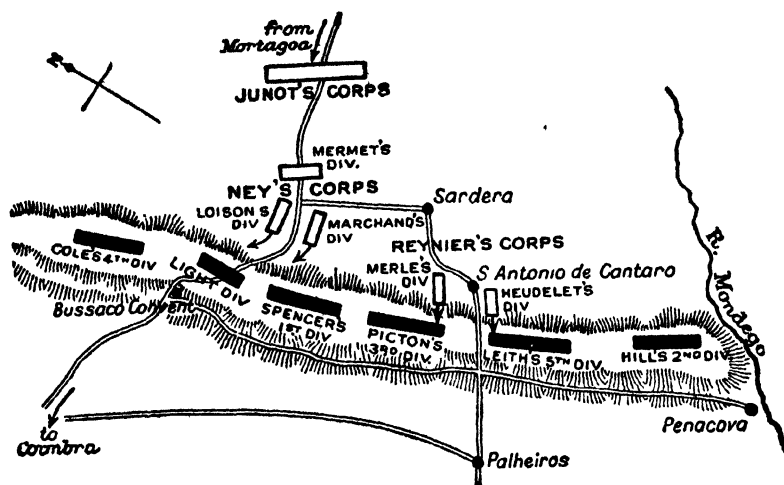 from
Mortagoa
N
JUNOT'S CORPS
MERMET'S
DIV.
NEY'S CORPS
LOISON S
DIV
MARCHAND'S
DIV
Sardera
REYNIER'S CORPS
MERLE'S
DIV
S Antonio de Cantaro
HEUDELET'S
DIV
R. Mondego
COLE'S 4TH DIV
LIGHT DIV
Bussaco Convent
SPENCERS
1ST DIV
PICTON'S
3RD DIV.
LEITH'S 5TH DIV
HILL'S 2ND DIV
Penacova
to
Coimbra
Palheiros